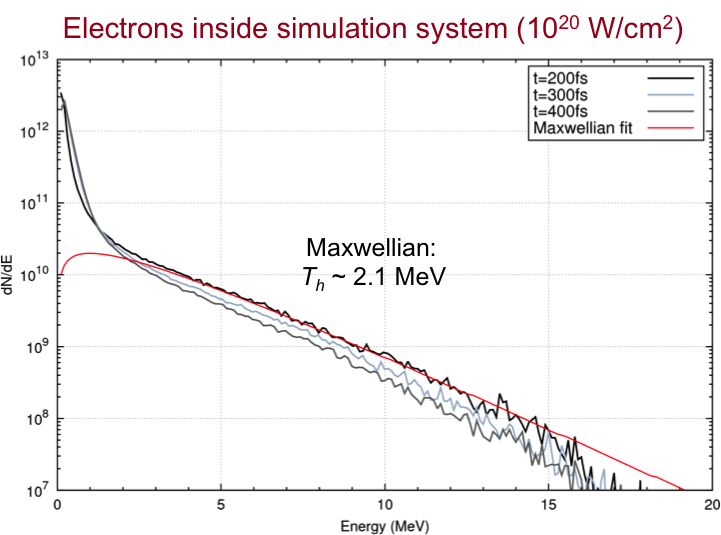 Electrons inside simulation system (10²⁰ W/cm²)
10¹³
10¹²
10¹¹
10¹⁰
10⁹
10⁸
10⁷
dN/dE
t=200fs
t=300fs
t=400fs
Maxwellian fit
Maxwellian:
Tₕ ~ 2.1 MeV
0 5 10 15 20
Energy (MeV)